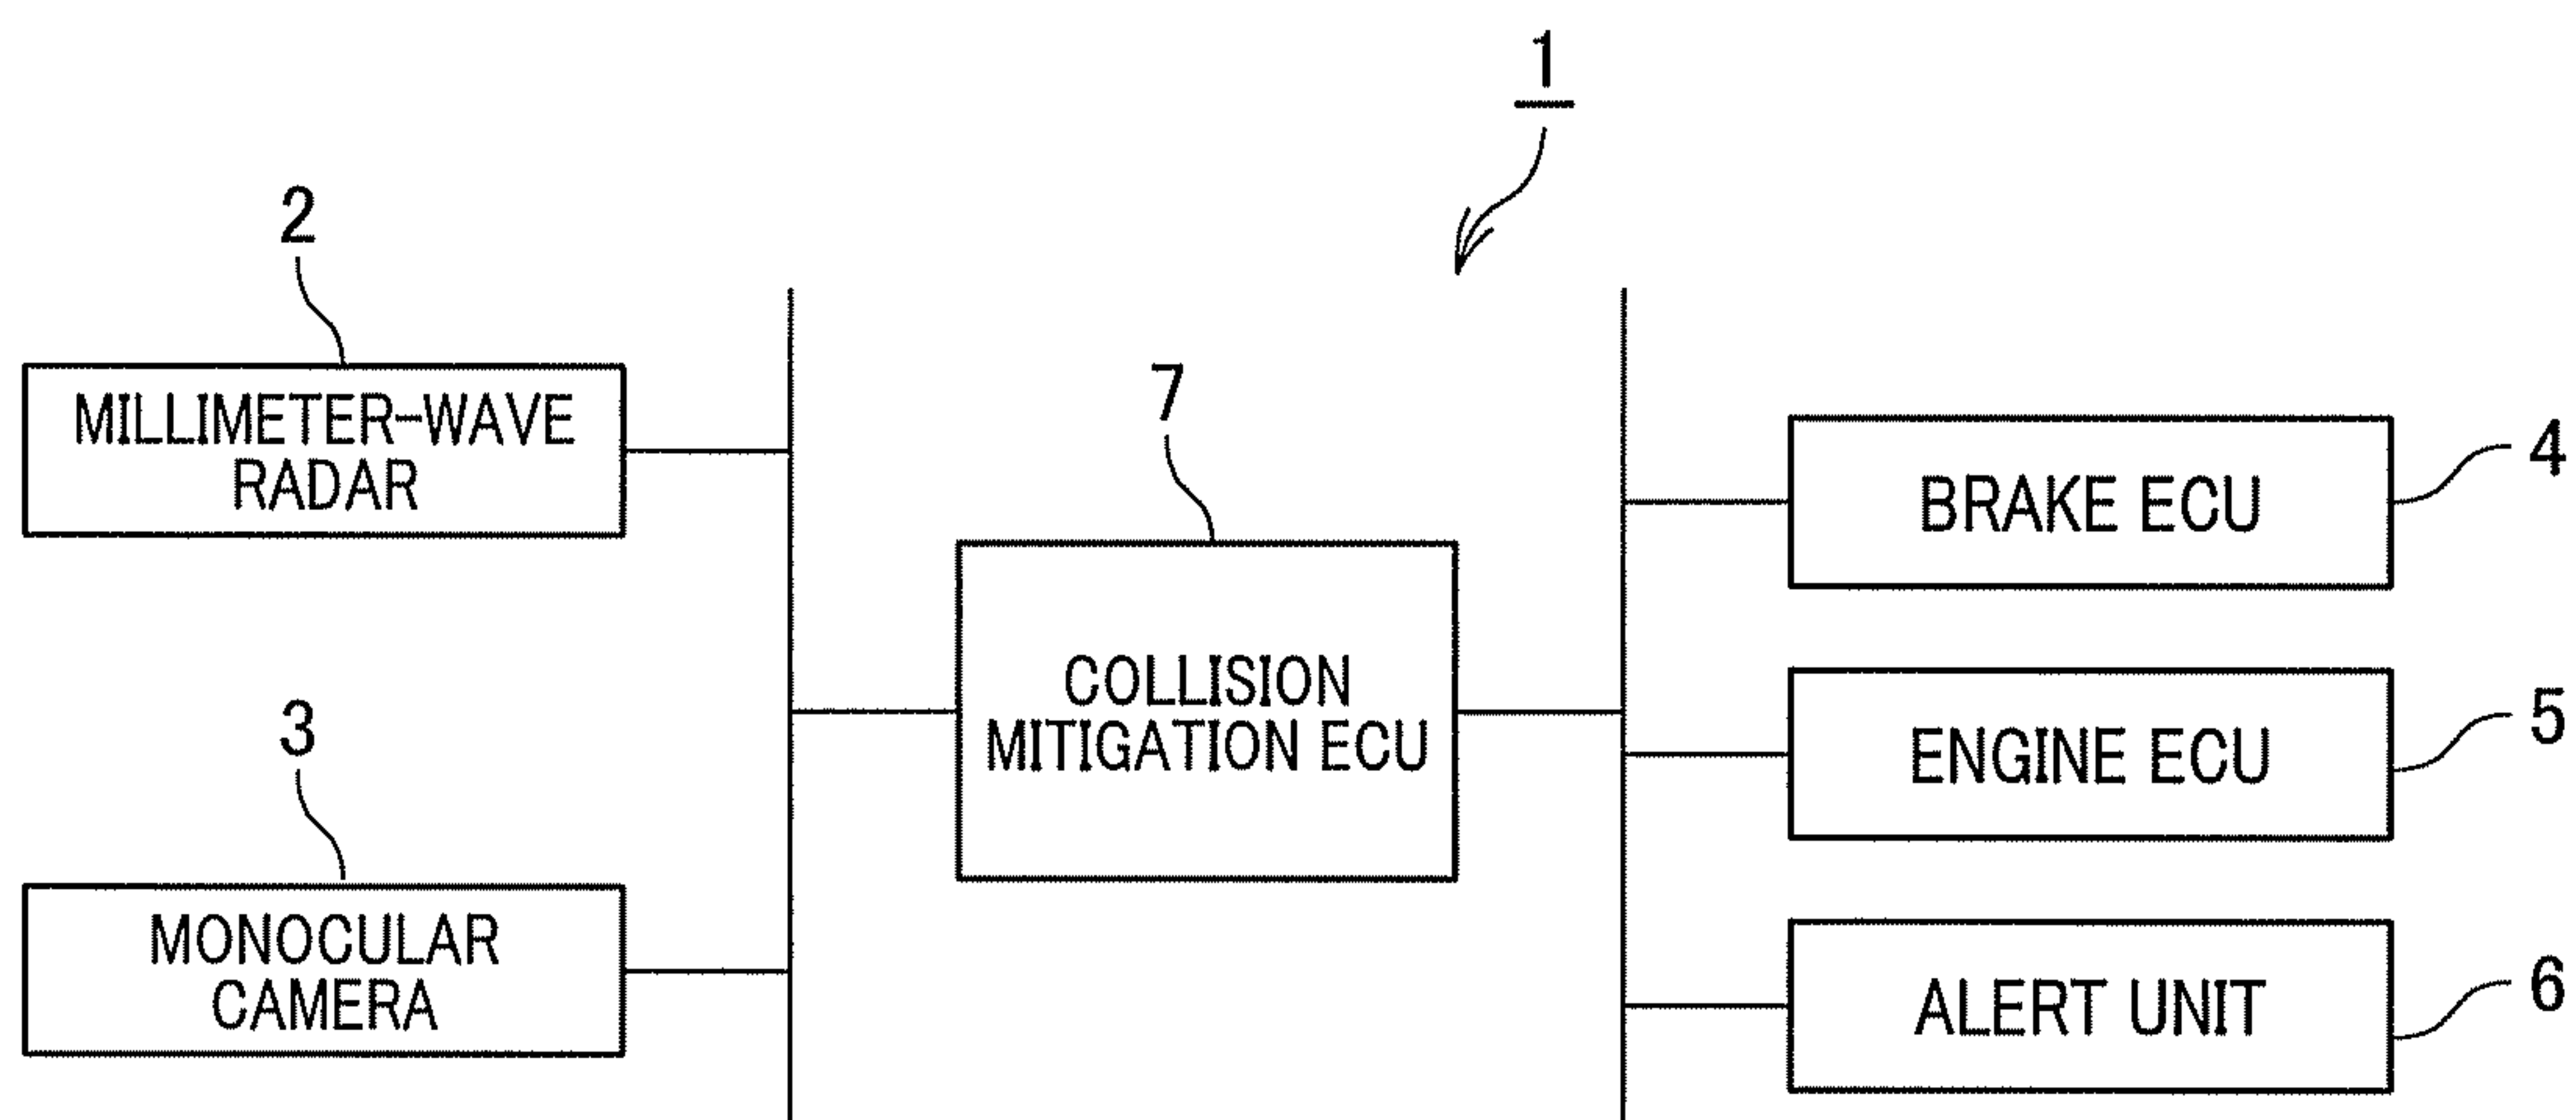 1
2
MILLIMETER-WAVE
RADAR
3
MONOCULAR
CAMERA
7
COLLISION
MITIGATION ECU
BRAKE ECU
4
ENGINE ECU
5
ALERT UNIT
6